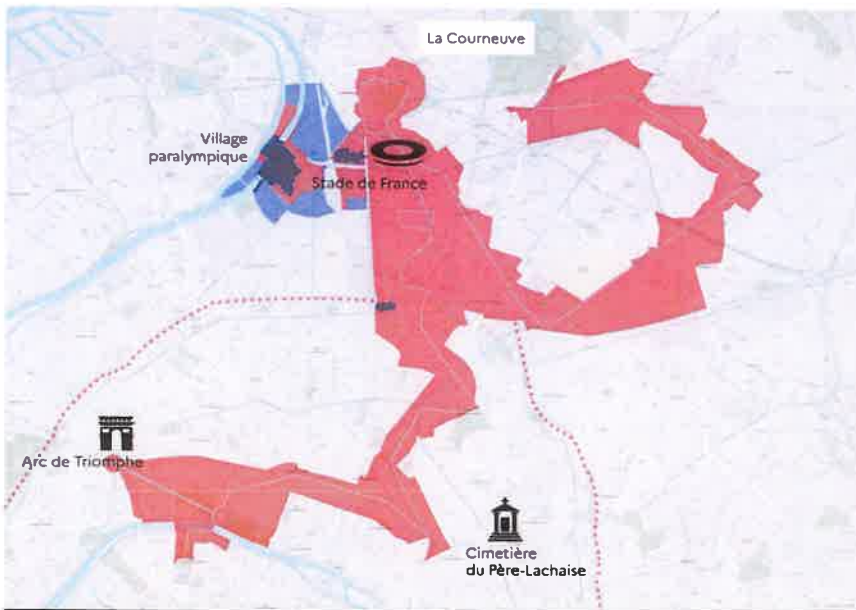 La Courneuve
Village
paralympique
Stade de France
Arc de Triomphe
Cimetière
du Père-Lachaise